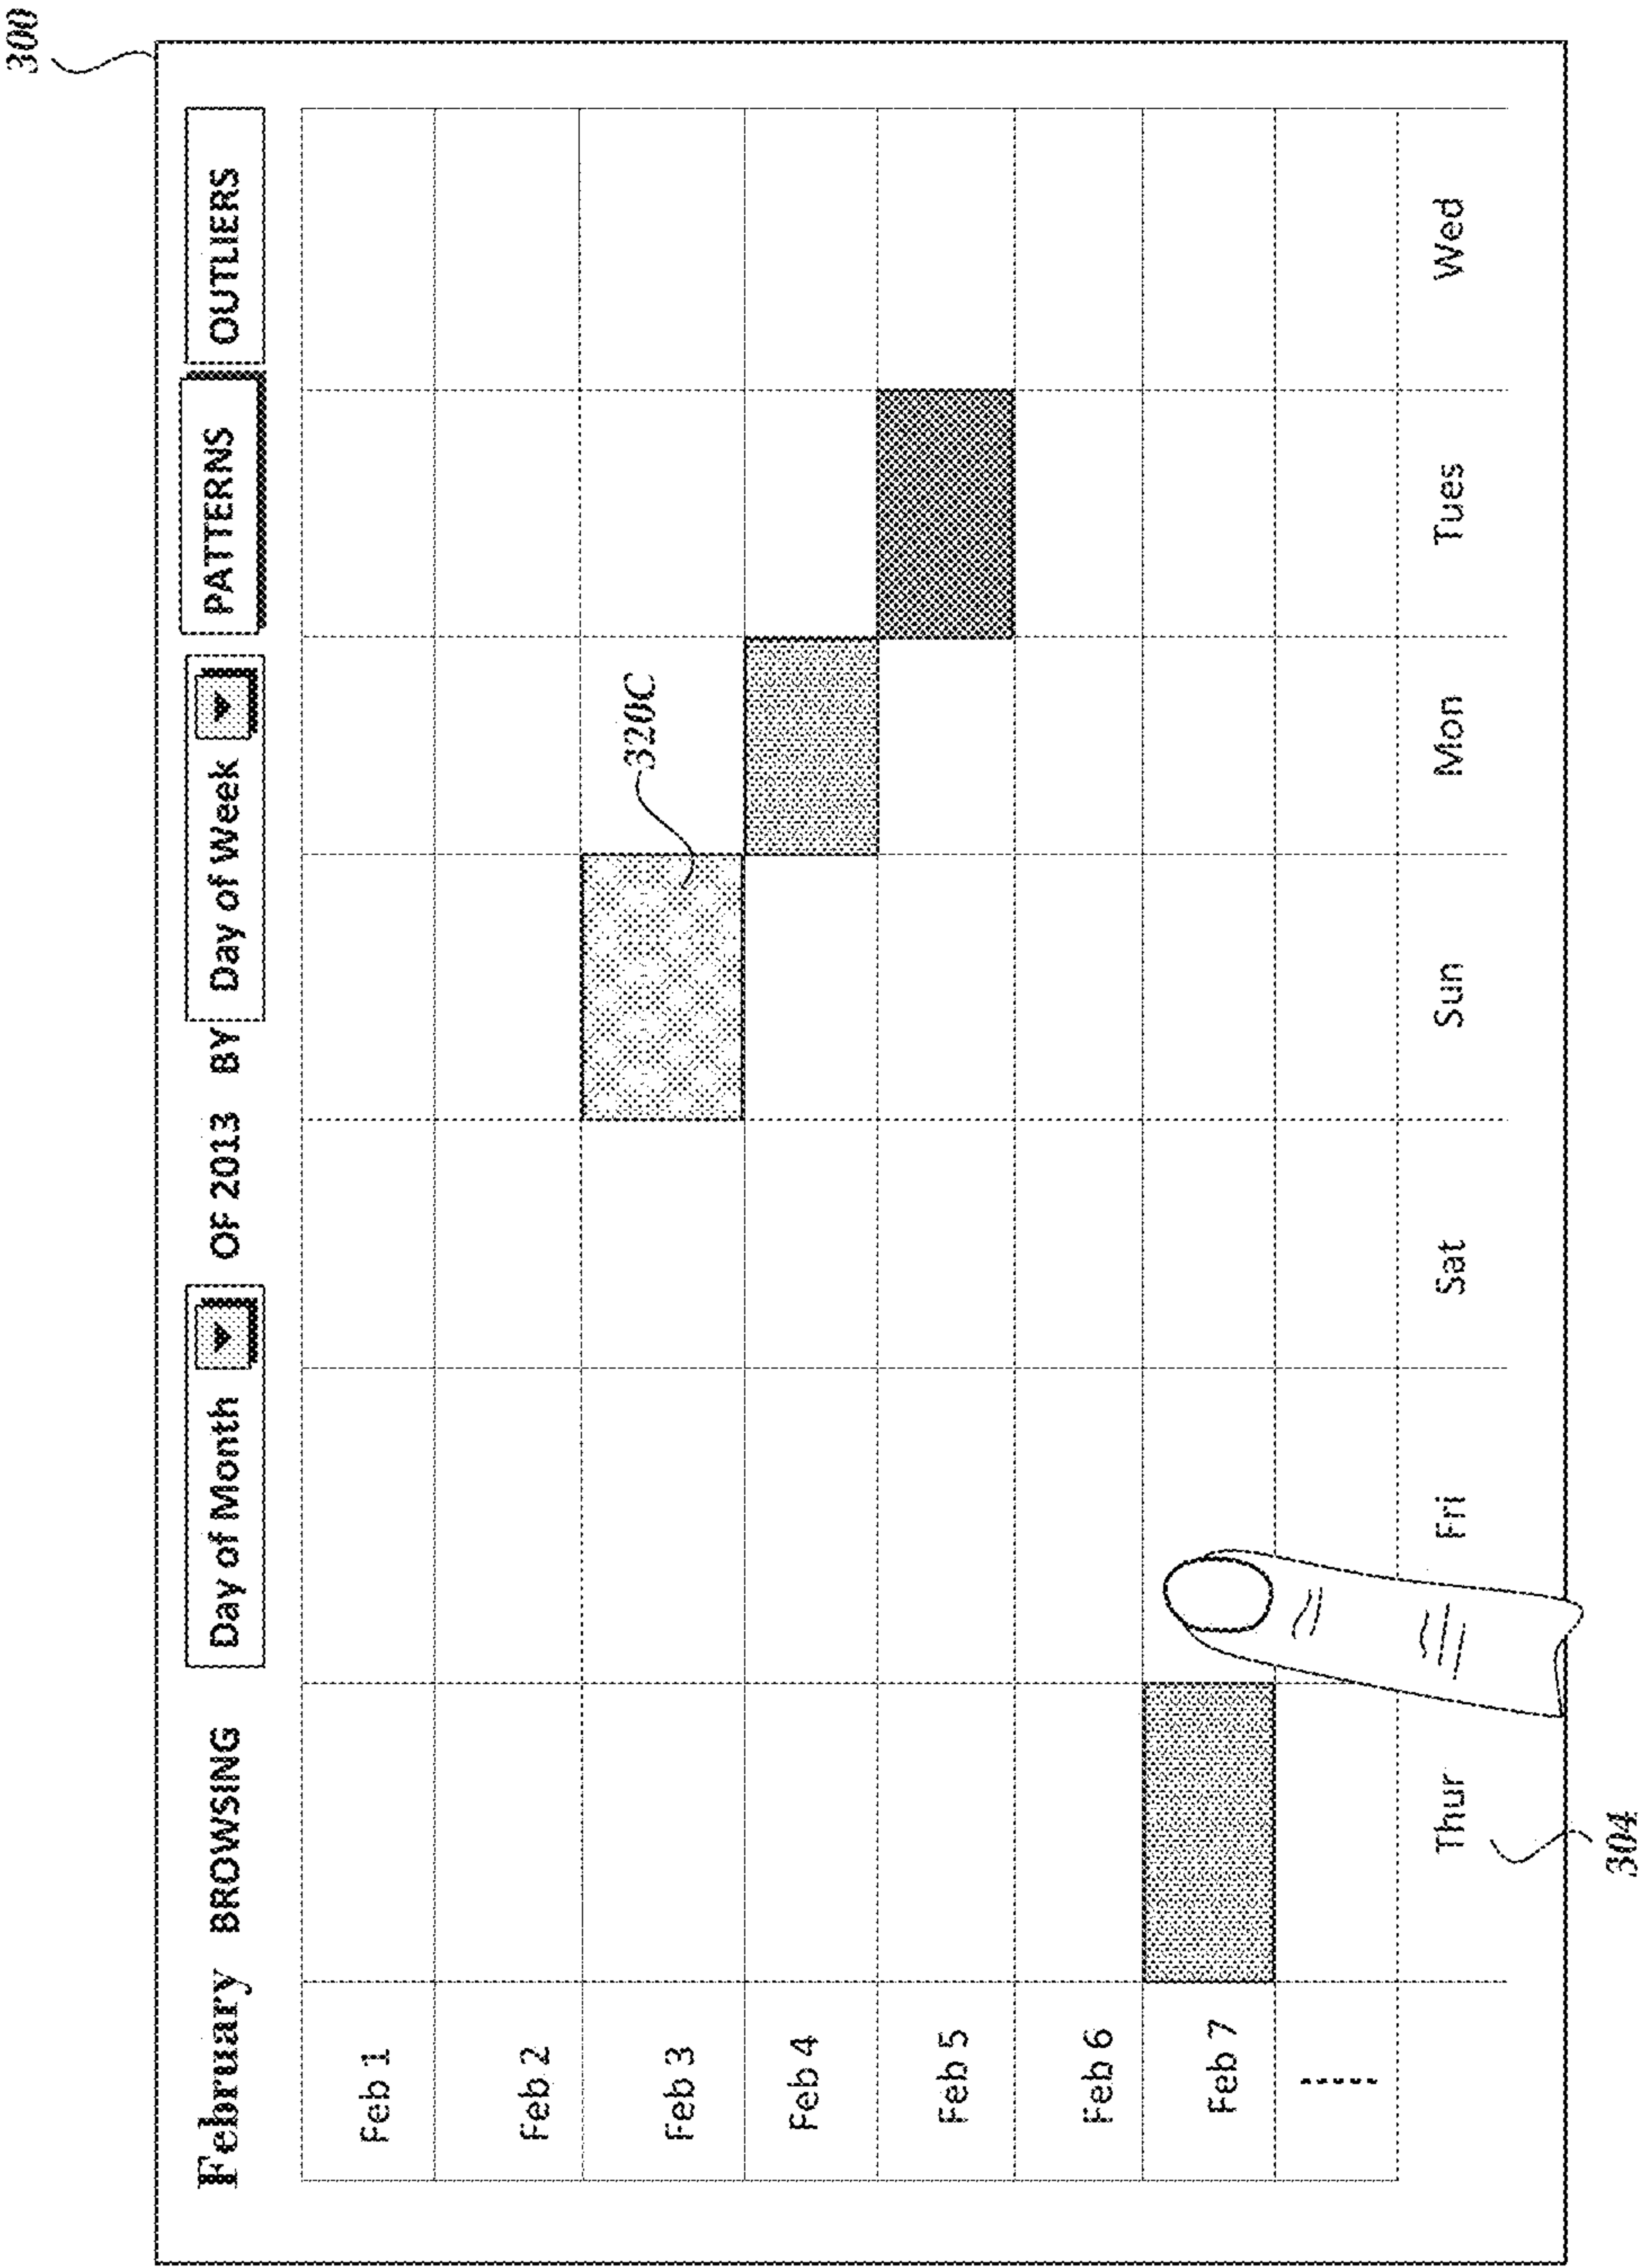 300
February BROWSING Day of Month OF 2013 BY Day of Week PATTERNS OUTLIERS
Feb 1
Feb 2
Feb 3
320C
Feb 4
Feb 5
Feb 6
Feb 7
Thur Fri Sat Sun Mon Tues Wed
304